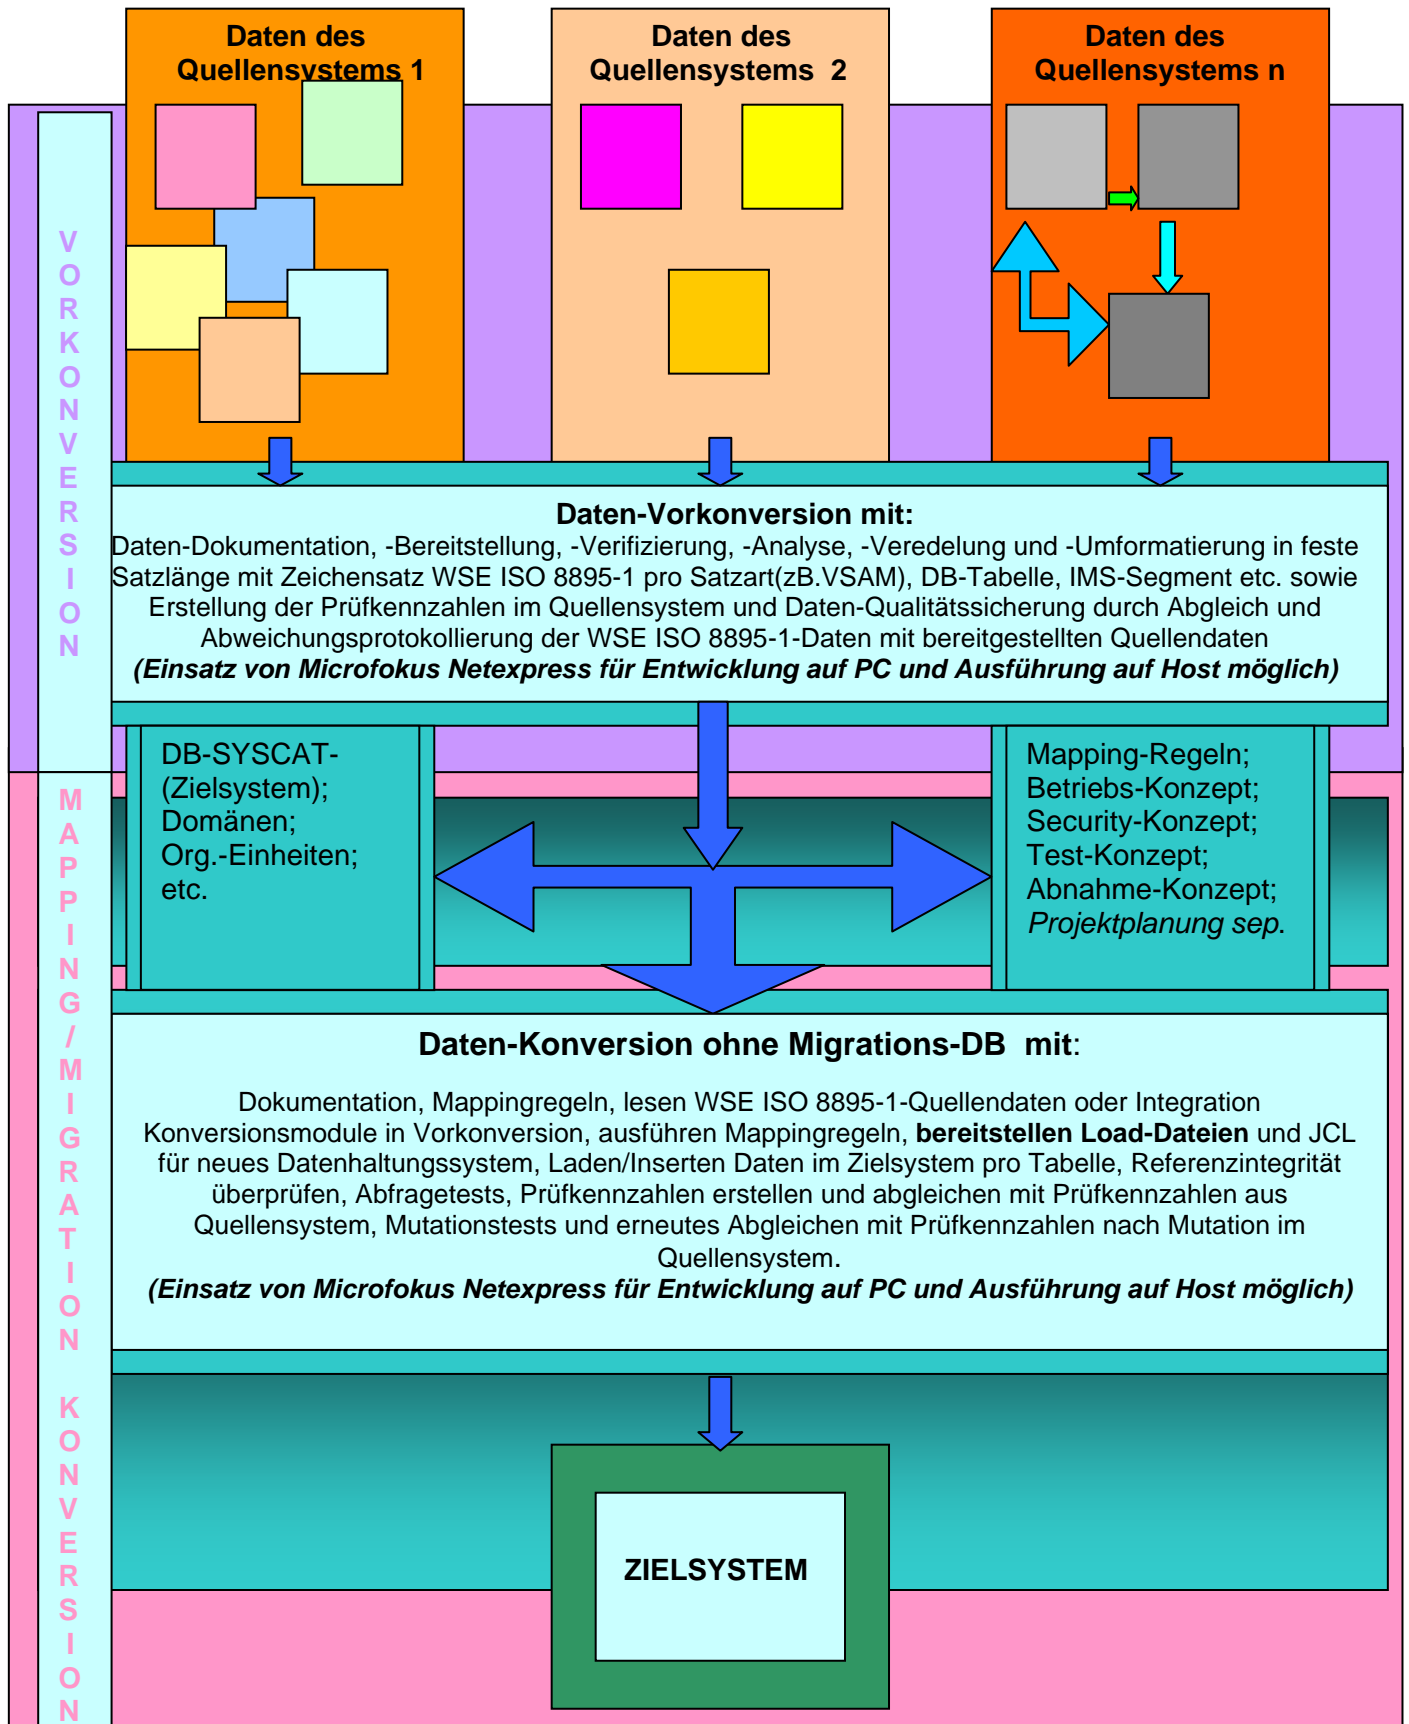 Daten des
Quellensystems 1
Daten des
Quellensystems 2
Daten des
Quellensystems n
VORKONVERSION
Daten-Vorkonversion mit:
Daten-Dokumentation, -Bereitstellung, -Verifizierung, -Analyse, -Veredelung und -Umformatierung in feste
Satzlänge mit Zeichensatz WSE ISO 8895-1 pro Satzart(zB.VSAM), DB-Tabelle, IMS-Segment etc. sowie
Erstellung der Prüfkennzahlen im Quellensystem und Daten-Qualitätssicherung durch Abgleich und
Abweichungsprotokollierung der WSE ISO 8895-1-Daten mit bereitgestellten Quellendaten
(Einsatz von Microfokus Netexpress für Entwicklung auf PC und Ausführung auf Host möglich)
DB-SYSCAT-
(Zielsystem);
Domänen;
Org.-Einheiten;
etc.
Mapping-Regeln;
Betriebs-Konzept;
Security-Konzept;
Test-Konzept;
Abnahme-Konzept;
Projektplanung sep.
MAPPING/MIGRATION KONVERSION
Daten-Konversion ohne Migrations-DB mit:
Dokumentation, Mappingregeln, lesen WSE ISO 8895-1-Quellendaten oder Integration
Konversionsmodule in Vorkonversion, ausführen Mappingregeln, bereitstellen Load-Dateien und JCL
für neues Datenhaltungssystem, Laden/Inserten Daten im Zielsystem pro Tabelle, Referenzintegrität
überprüfen, Abfragetests, Prüfkennzahlen erstellen und abgleichen mit Prüfkennzahlen aus
Quellensystem, Mutationstests und erneutes Abgleichen mit Prüfkennzahlen nach Mutation im
Quellensystem.
(Einsatz von Microfokus Netexpress für Entwicklung auf PC und Ausführung auf Host möglich)
ZIELSYSTEM